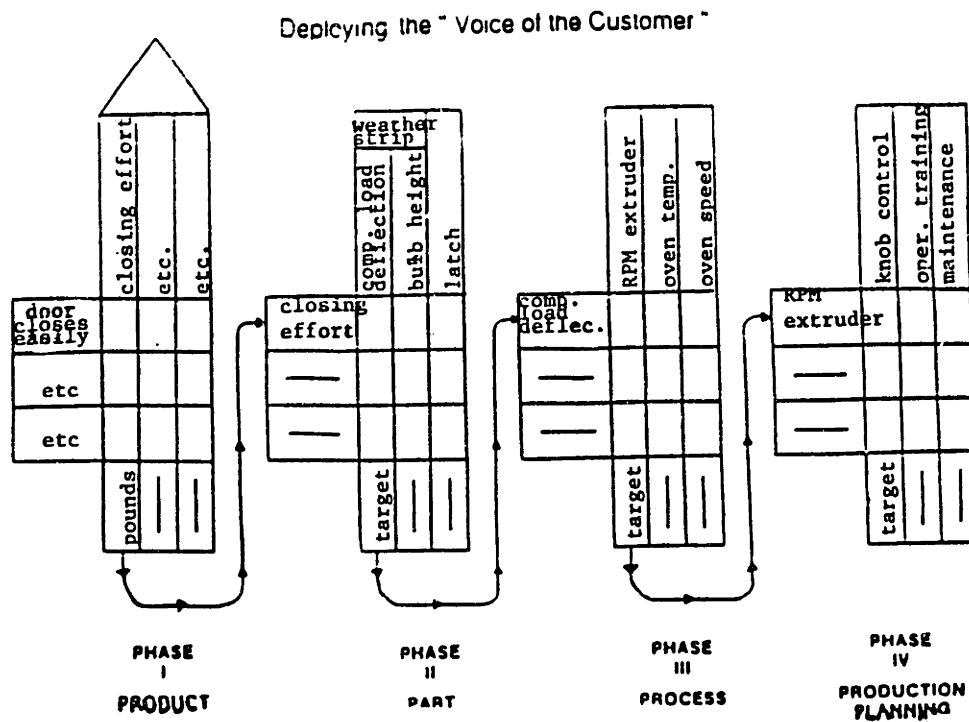 Deploying the " Voice of the Customer "
closing effort
etc.
etc.
door
closes
easily
etc
etc
pounds
weather
strip
comp. load
deflection
bulb height
latch
closing
effort
target
RPM extruder
oven temp.
oven speed
comp.
load
deflec.
target
knob control
oper. training
maintenance
RPM
extruder
target
PHASE
I
PRODUCT
PHASE
II
PART
PHASE
III
PROCESS
PHASE
IV
PRODUCTION
PLANNING